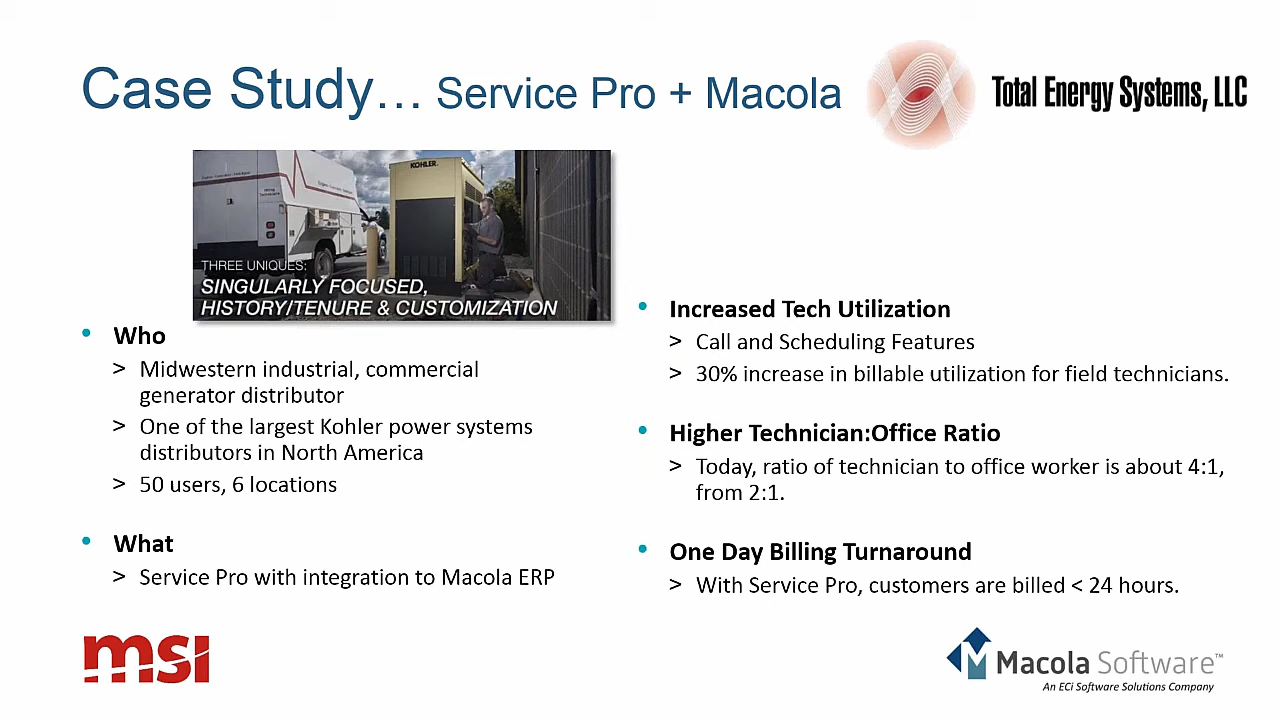 Case Study... Service Pro + Macola
Total Energy Systems, LLC
KOHLER.
THREE UNIQUES:
SINGULARLY FOCUSED,
HISTORY/TENURE & CUSTOMIZATION
• Who
> Midwestern industrial, commercial
generator distributor
> One of the largest Kohler power systems
distributors in North America
> 50 users, 6 locations
• What
> Service Pro with integration to Macola ERP
• Increased Tech Utilization
> Call and Scheduling Features
> 30% increase in billable utilization for field technicians.
• Higher Technician:Office Ratio
> Today, ratio of technician to office worker is about 4:1,
from 2:1.
• One Day Billing Turnaround
> With Service Pro, customers are billed < 24 hours.
msi
Macola Software™
An ECi Software Solutions Company